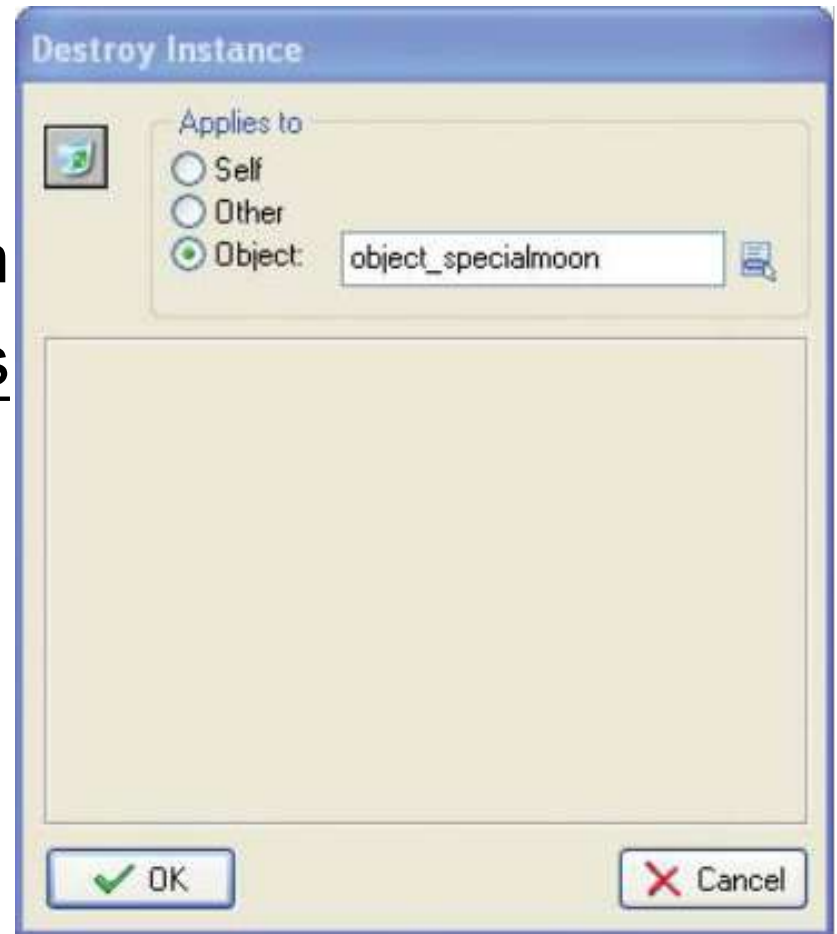 Destroy Instance
Applies to
Self
Other
Object:
object_specialmoon
s
OK
Cancel